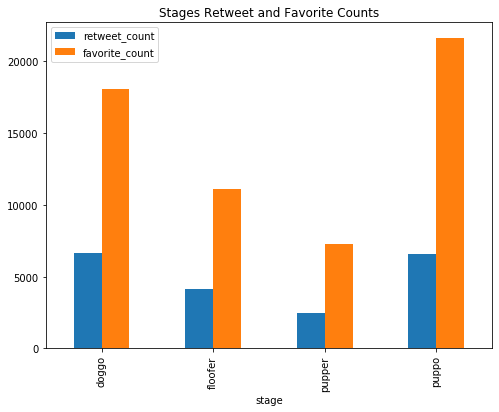 Stages Retweet and Favorite Counts
retweet_count
favorite_count
20000
15000
10000
5000
0
doggo
floofer
pupper
puppo
stage